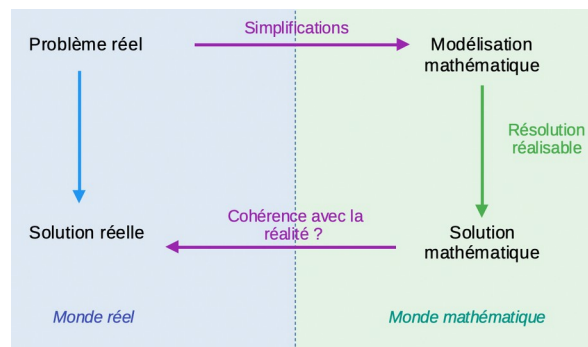 Simplifications
Problème réel
Modélisation
mathématique
Résolution
réalisable
Cohérence avec la
réalité ?
Solution réelle
Solution
mathématique
Monde réel
Monde mathématique